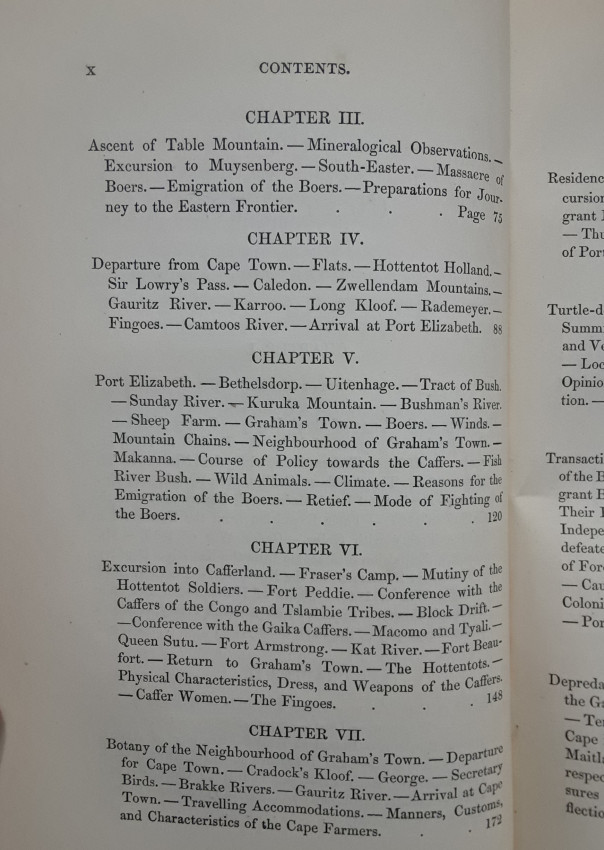 x
CONTENTS.
CHAPTER III.
Ascent of Table Mountain. — Mineralogical Observations. —
Excursion to Muysenberg. — South-Easter. — Massacre of
Boers. — Emigration of the Boers. — Preparations for Jour-
ney to the Eastern Frontier. . . . Page 75
CHAPTER IV.
Departure from Cape Town. — Flats. — Hottentot Holland. —
Sir Lowry's Pass. — Caledon. — Zwellendam Mountains. —
Gauritz River. — Karroo. — Long Kloof. — Rademeyer. —
Fingoes. — Camtoos River. — Arrival at Port Elizabeth. 88
CHAPTER V.
Port Elizabeth. — Bethelsdorp. — Uitenhage. — Tract of Bush.
— Sunday River. — Kuruka Mountain. — Bushman's River.
— Sheep Farm. — Graham's Town. — Boers. — Winds. —
Mountain Chains. — Neighbourhood of Graham's Town. —
Makanna. — Course of Policy towards the Caffers. — Fish
River Bush. — Wild Animals. — Climate. — Reasons for the
Emigration of the Boers. — Retief. — Mode of Fighting of
the Boers. . . . . . . 120
CHAPTER VI.
Excursion into Cafferland. — Fraser's Camp. — Mutiny of the
Hottentot Soldiers. — Fort Peddie. — Conference with the
Caffers of the Congo and Tslambie Tribes. — Block Drift. —
— Conference with the Gaika Caffers. — Macomo and Tyali. —
Queen Sutu. — Fort Armstrong. — Kat River. — Fort Beau-
fort. — Return to Graham's Town. — The Hottentots. —
Physical Characteristics, Dress, and Weapons of the Caffers.
— Caffer Women. — The Fingoes. . . . 148
CHAPTER VII.
Botany of the Neighbourhood of Graham's Town. — Departure
for Cape Town. — Cradock's Kloof. — George. — Secretary
Birds. — Brakke Rivers. — Gauritz River. — Arrival at Cape
Town. — Travelling Accommodations. — Manners, Customs,
and Characteristics of the Cape Farmers. . . 172
Residenc
cursion
grant
— Thu
of Por
Turtle-d
Summ
and Ve
— Loc
Opinio
tion. —
Transacti
of the B
grant B
Their
Indepe
defeate
of For
— Cau
Coloni
— Por
Depreda
the Ga
— Te
Cape
Maitla
respec
sures
flectio